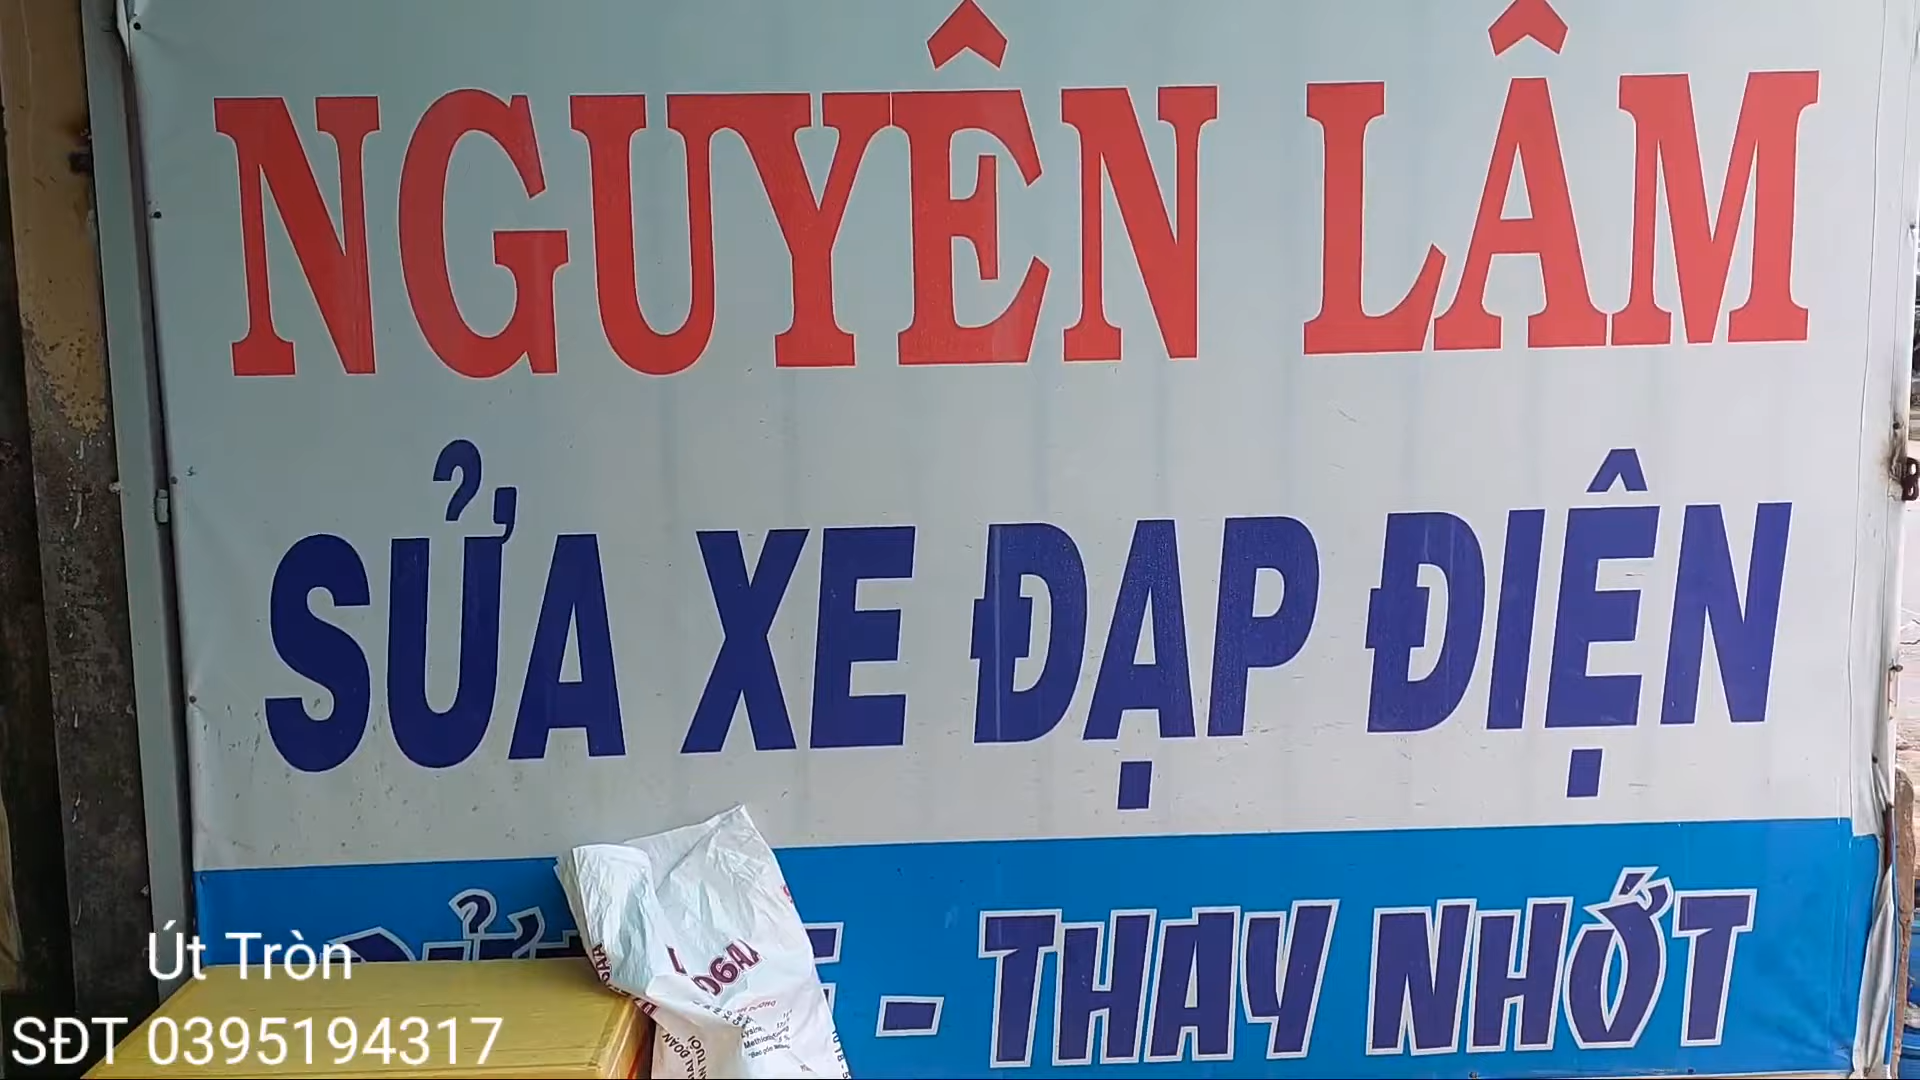 NGUYÊN LÂM
SỬA XE ĐẠP ĐIỆN
- THAY NHỚT
Út Tròn
SĐT 0395194317